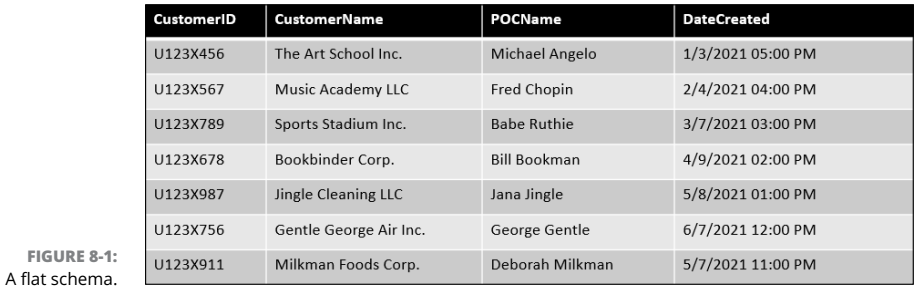 CustomerID CustomerName POCName DateCreated
U123X456 The Art School Inc. Michael Angelo 1/3/2021 05:00 PM
U123X567 Music Academy LLC Fred Chopin 2/4/2021 04:00 PM
U123X789 Sports Stadium Inc. Babe Ruthie 3/7/2021 03:00 PM
U123X678 Bookbinder Corp. Bill Bookman 4/9/2021 02:00 PM
U123X987 Jingle Cleaning LLC Jana Jingle 5/8/2021 01:00 PM
U123X756 Gentle George Air Inc. George Gentle 6/7/2021 12:00 PM
U123X911 Milkman Foods Corp. Deborah Milkman 5/7/2021 11:00 PM
FIGURE 8-1:
A flat schema.